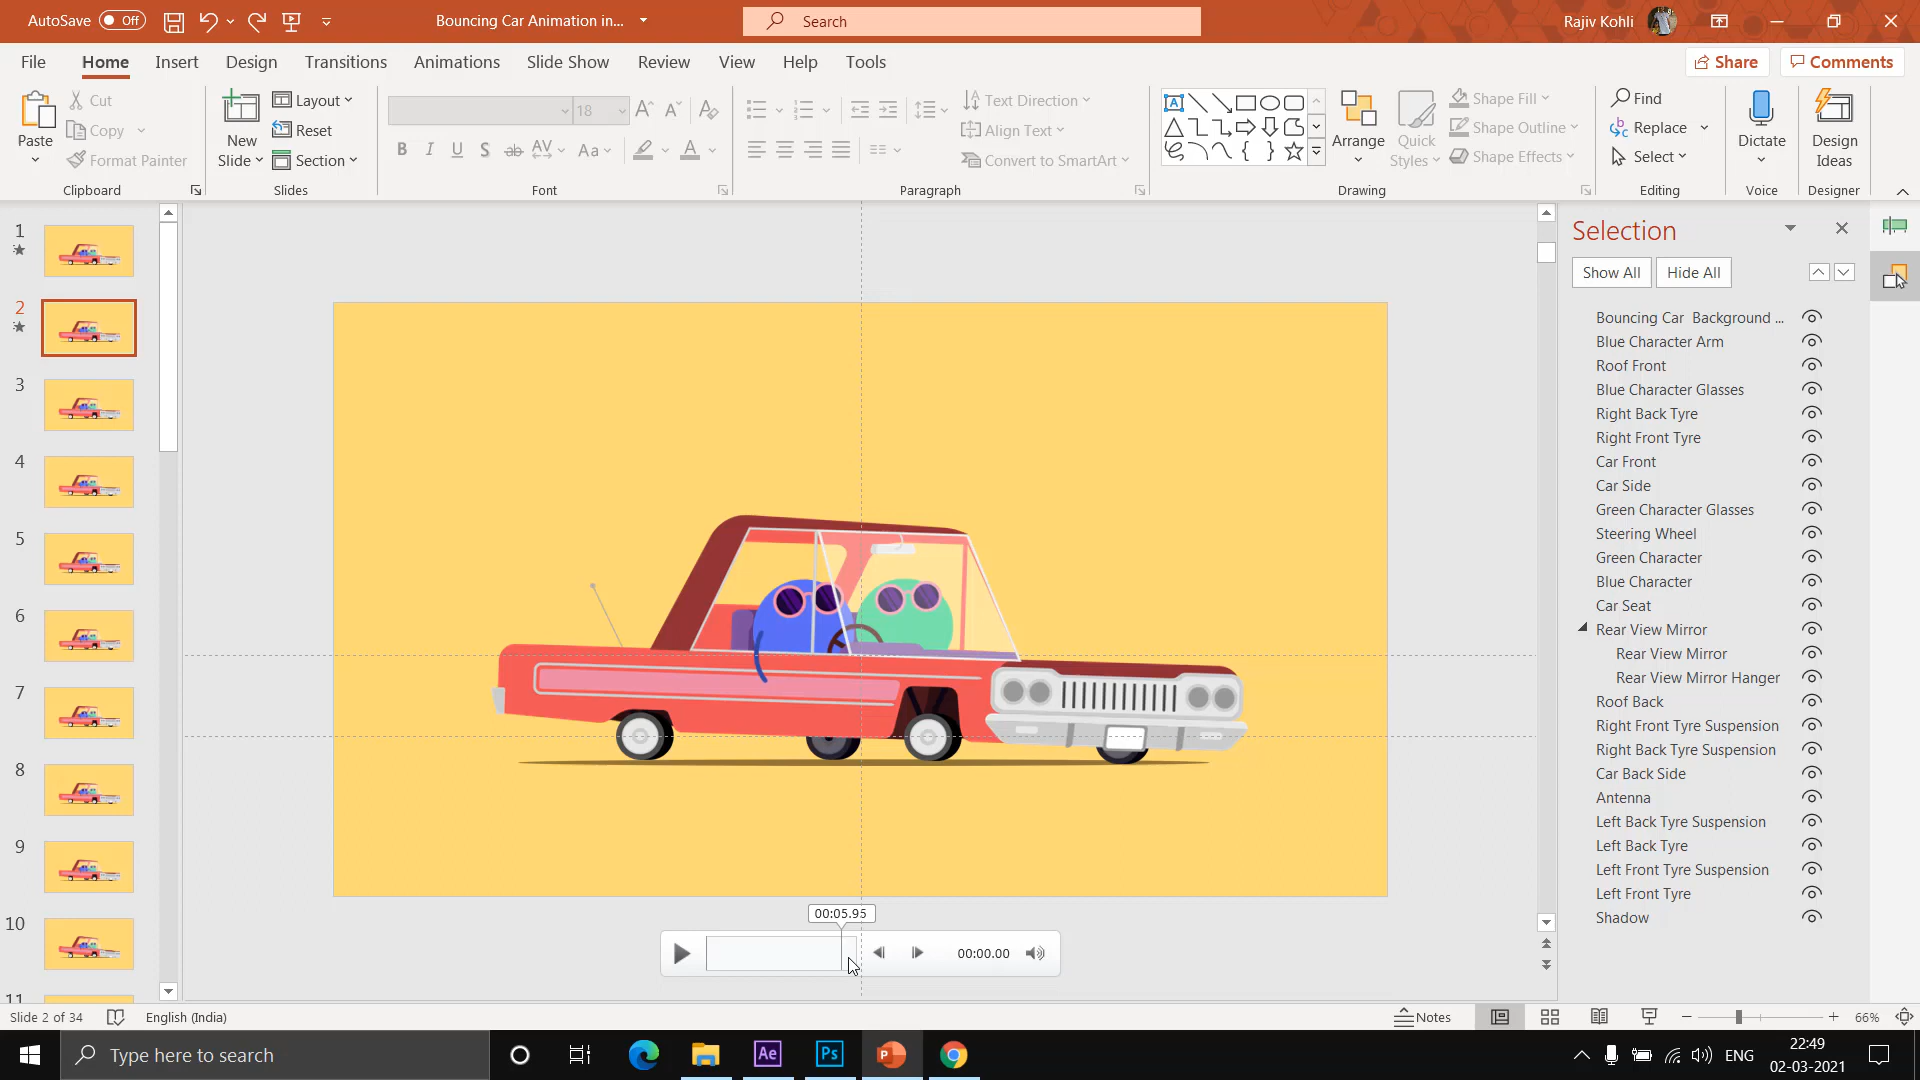 AutoSave Off Bouncing Car Animation in... Search Rajiv Kohli
File Home Insert Design Transitions Animations Slide Show Review View Help Tools Share Comments
Paste Cut Copy Format Painter Clipboard
New Slide Layout Reset Section Slides
18 Font
B I U S ab AV Aa A
Text Direction Align Text Convert to SmartArt Paragraph
Arrange Quick Styles Shape Fill Shape Outline Shape Effects Drawing
Find Replace Select Editing
Dictate Voice
Design Ideas Designer
1
2
3
4
5
6
7
8
9
10
11
Selection
Show All Hide All
Bouncing Car Background ...
Blue Character Arm
Roof Front
Blue Character Glasses
Right Back Tyre
Right Front Tyre
Car Front
Car Side
Green Character Glasses
Steering Wheel
Green Character
Blue Character
Car Seat
Rear View Mirror
Rear View Mirror
Rear View Mirror Hanger
Roof Back
Right Front Tyre Suspension
Right Back Tyre Suspension
Car Back Side
Antenna
Left Back Tyre Suspension
Left Back Tyre
Left Front Tyre Suspension
Left Front Tyre
Shadow
00:05.95
00:00.00
Slide 2 of 34 English (India) Notes 66%
Type here to search Ae Ps ENG 22:49
02-03-2021